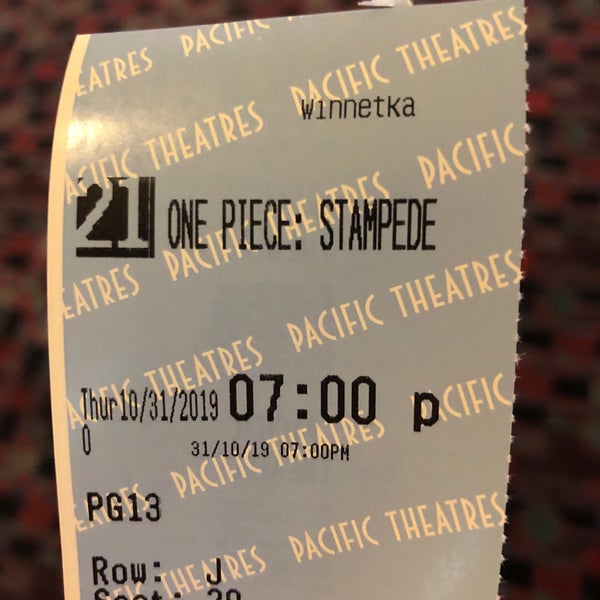 PACIFIC THEATRES
Winnetka
21 ONE PIECE: STAMPEDE
Thur10/31/2019 07:00 p
0
31/10/19 07:00PM
PG13
Row: J